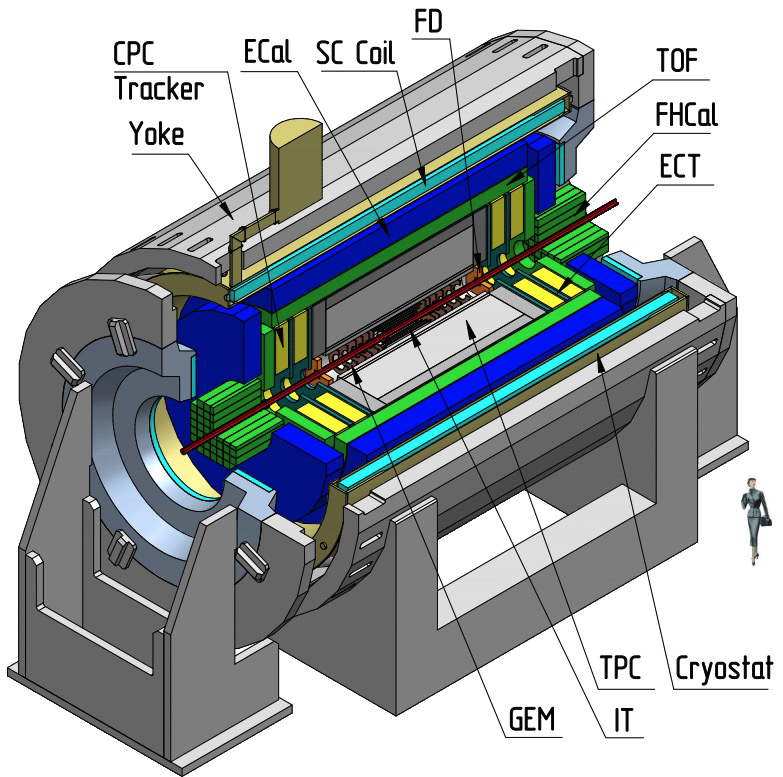 FD
CPC
Tracker
ECal
SC Coil
TOF
Yoke
FHCal
ECT
TPC
Cryostat
GEM
IT